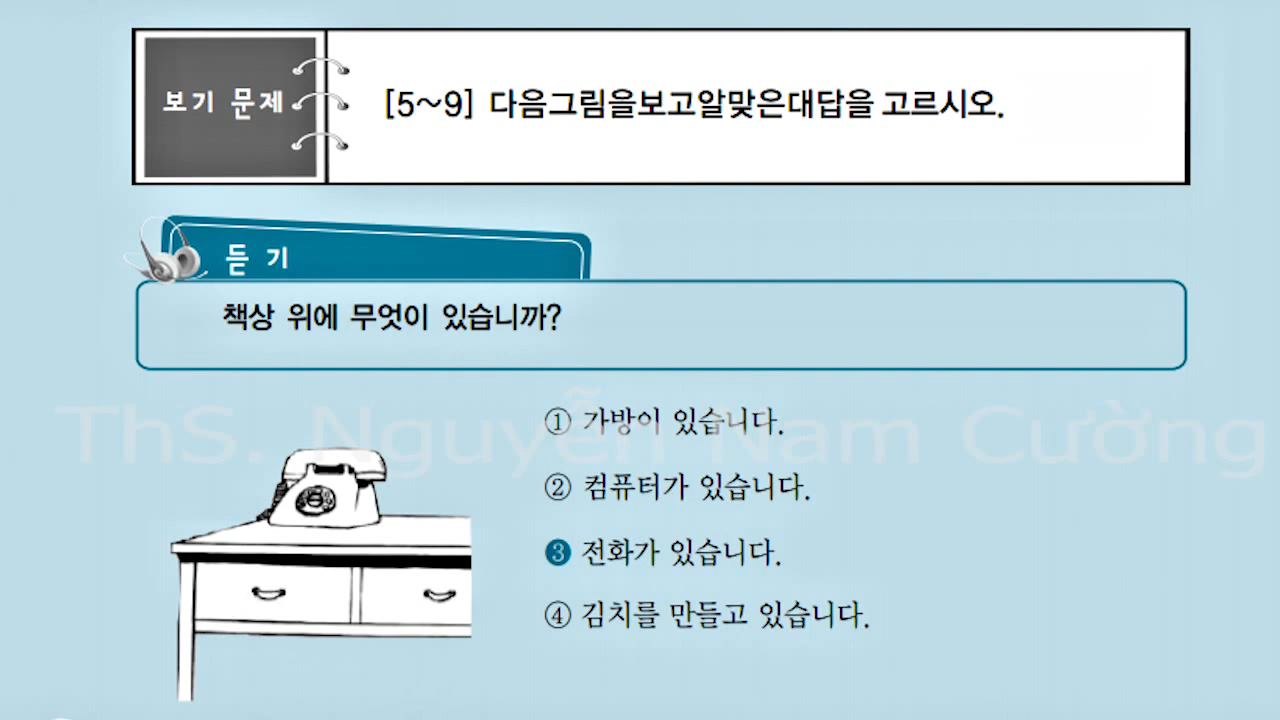 보기 문제
[5~9] 다음그림을보고알맞은대답을 고르시오.
듣 기
책상 위에 무엇이 있습니까?
ThS. Nguyễn Nam Cường
① 가방이 있습니다.
② 컴퓨터가 있습니다.
❸ 전화가 있습니다.
④ 김치를 만들고 있습니다.